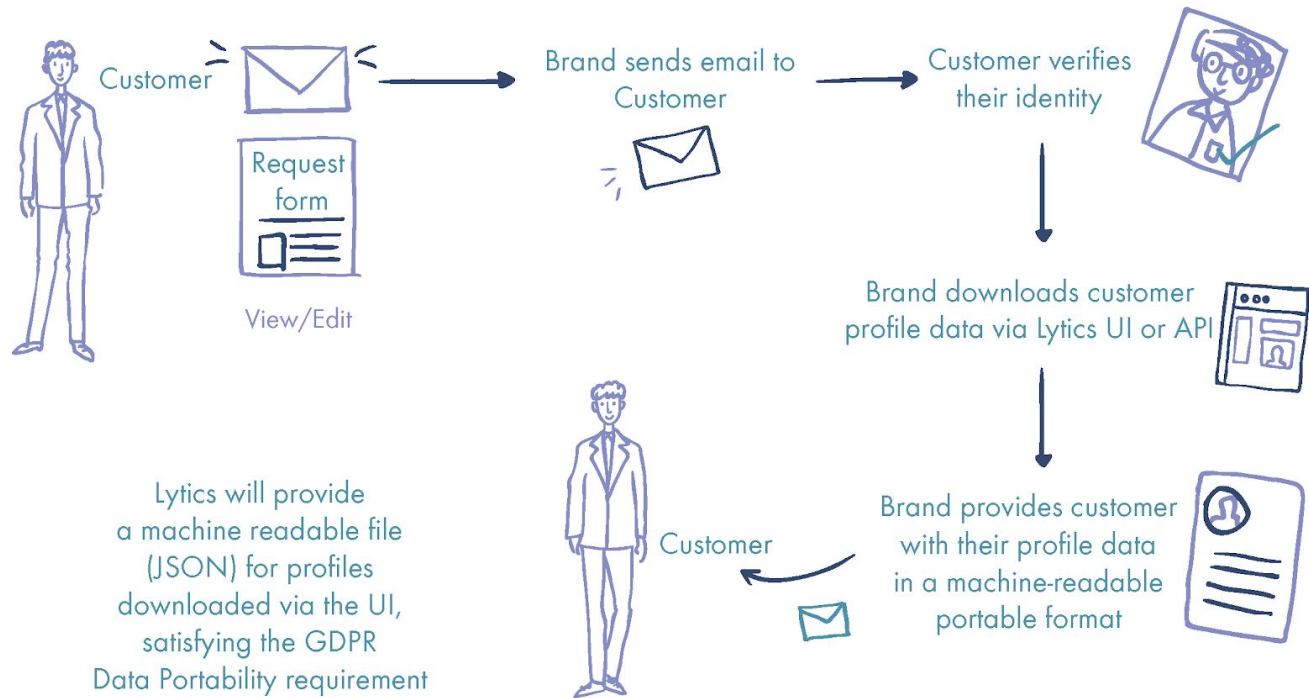 Customer
Request
form
View/Edit
Brand sends email to
Customer
Customer verifies
their identity
Brand downloads customer
profile data via Lytics UI or API
Brand provides customer
with their profile data
in a machine-readable
portable format
Customer
Lytics will provide
a machine readable file
(JSON) for profiles
downloaded via the UI,
satisfying the GDPR
Data Portability requirement